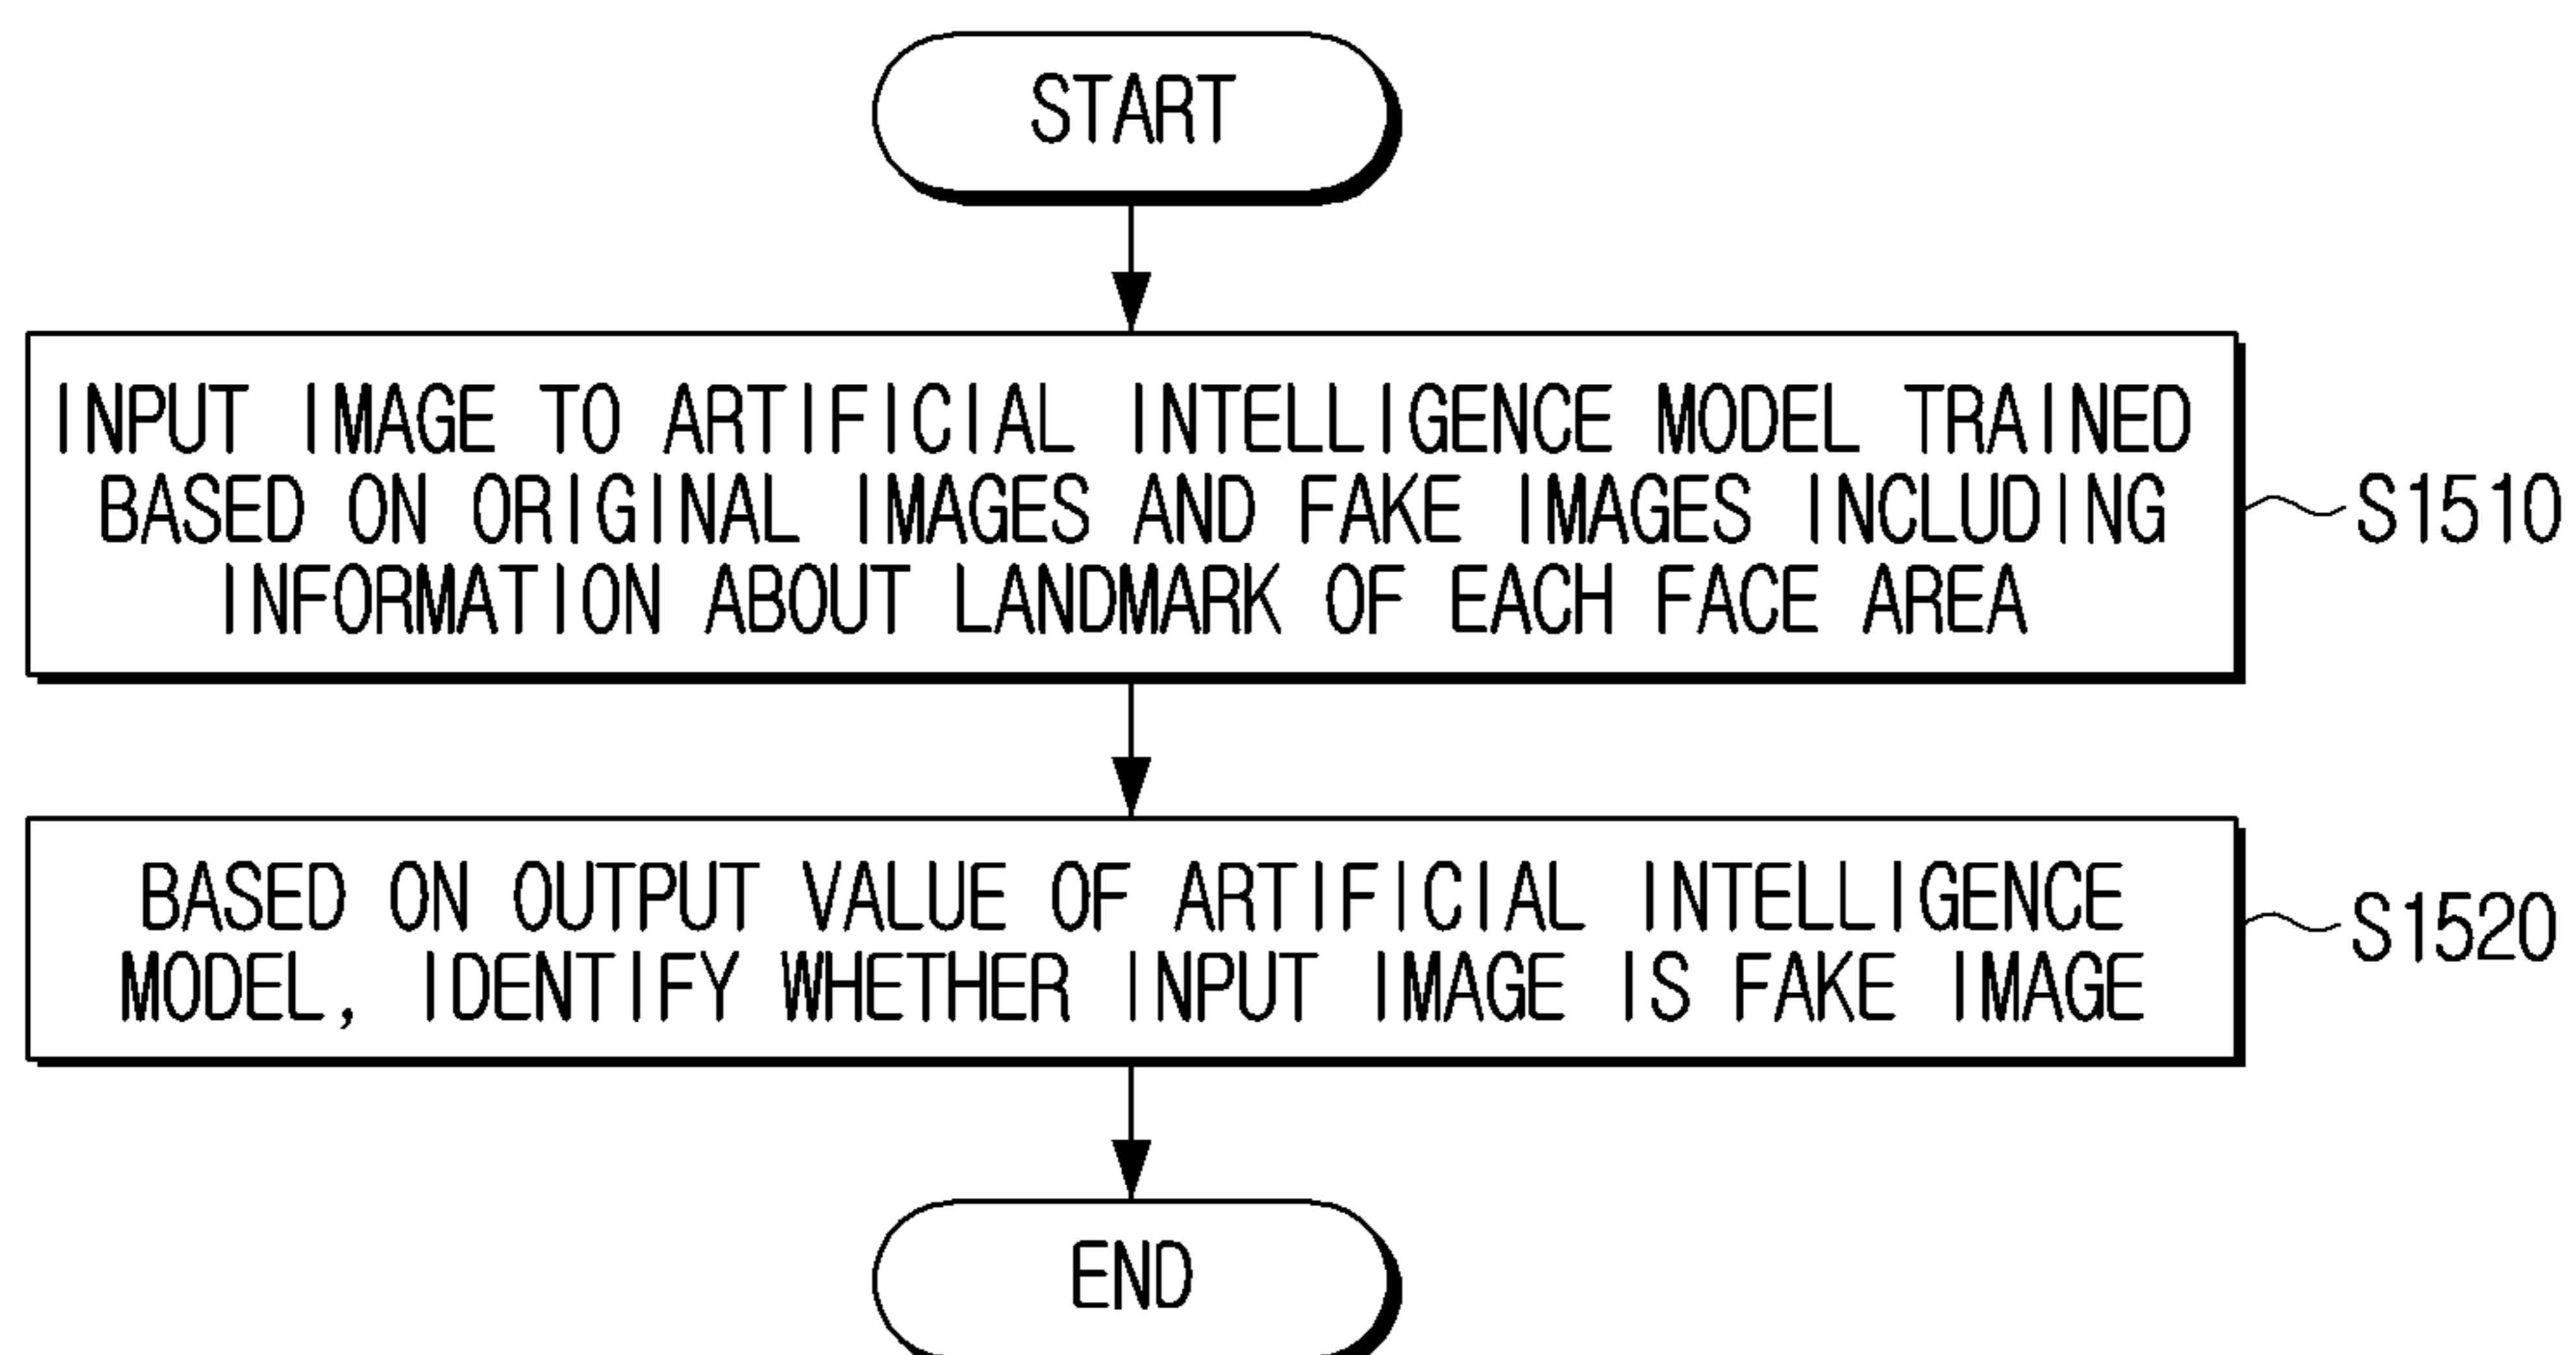 START
INPUT IMAGE TO ARTIFICIAL INTELLIGENCE MODEL TRAINED
BASED ON ORIGINAL IMAGES AND FAKE IMAGES INCLUDING
INFORMATION ABOUT LANDMARK OF EACH FACE AREA
S1510
BASED ON OUTPUT VALUE OF ARTIFICIAL INTELLIGENCE
MODEL, IDENTIFY WHETHER INPUT IMAGE IS FAKE IMAGE
S1520
END